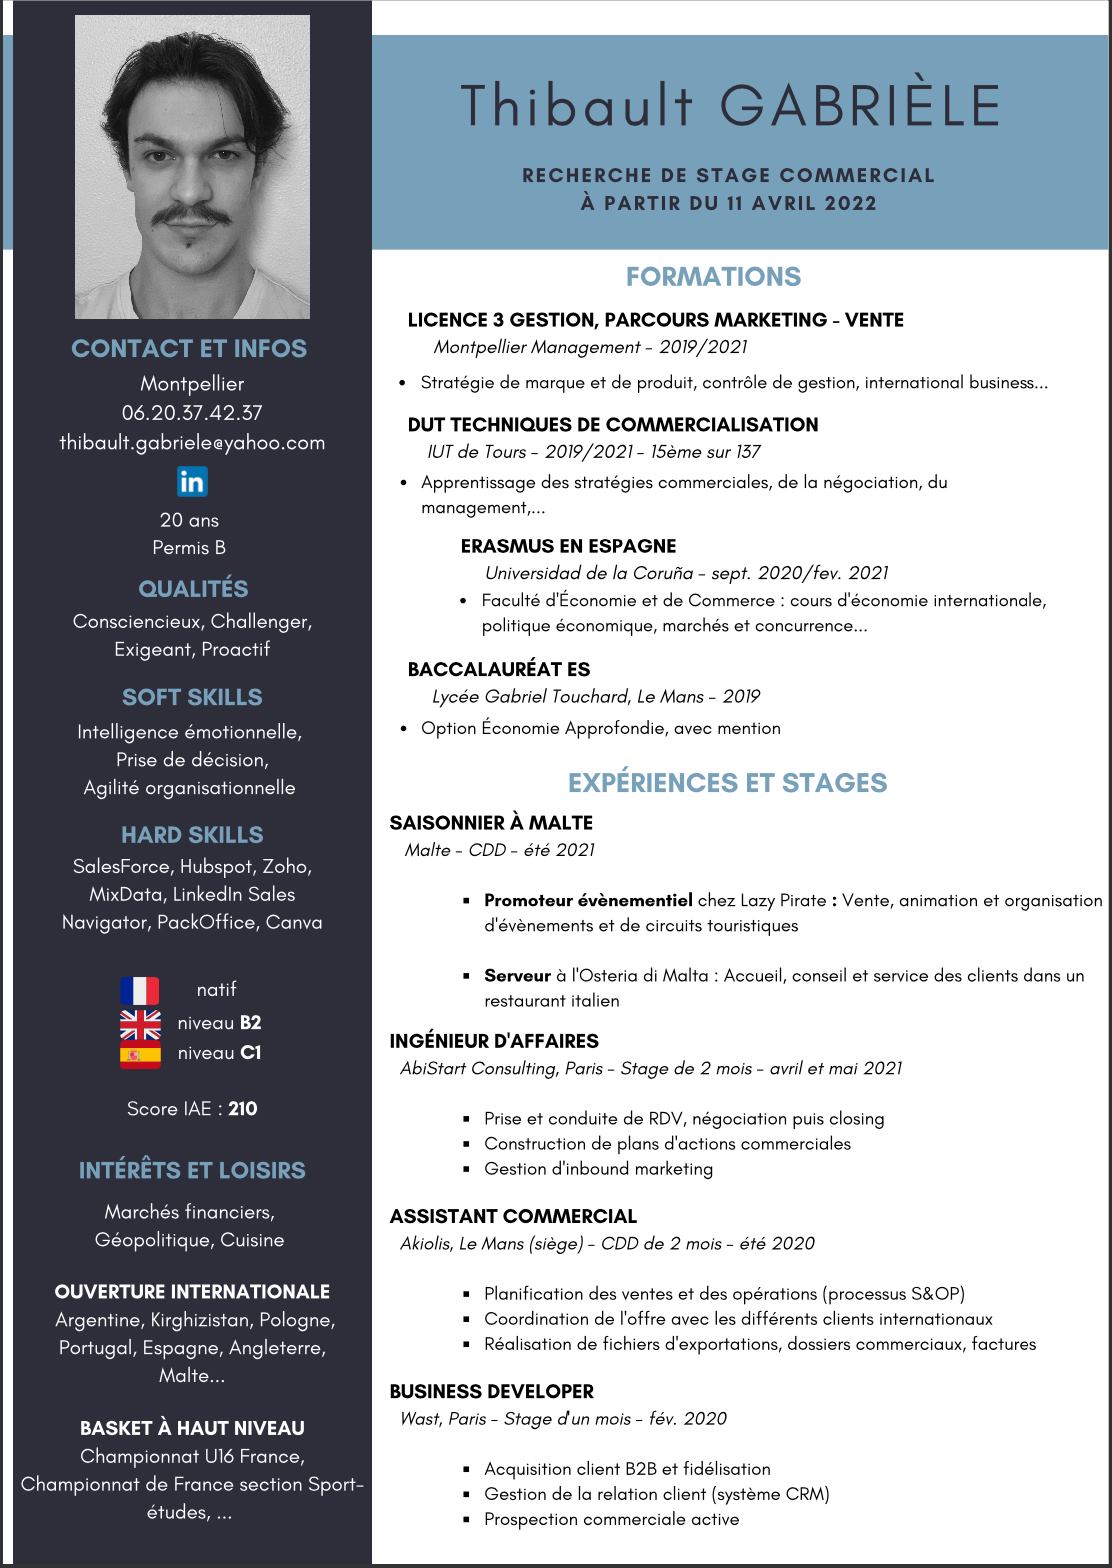 Thibault GABRIÈLE
RECHERCHE DE STAGE COMMERCIAL
À PARTIR DU 11 AVRIL 2022
CONTACT ET INFOS
Montpellier
06.20.37.42.37
thibault.gabriele@yahoo.com
in
20 ans
Permis B
QUALITÉS
Consciencieux, Challenger,
Exigeant, Proactif
SOFT SKILLS
Intelligence émotionnelle,
Prise de décision,
Agilité organisationnelle
HARD SKILLS
SalesForce, Hubspot, Zoho,
MixData, LinkedIn Sales
Navigator, PackOffice, Canva
natif
niveau B2
niveau C1
Score IAE : 210
INTÉRÊTS ET LOISIRS
Marchés financiers,
Géopolitique, Cuisine
OUVERTURE INTERNATIONALE
Argentine, Kirghizistan, Pologne,
Portugal, Espagne, Angleterre,
Malte...
BASKET À HAUT NIVEAU
Championnat U16 France,
Championnat de France section Sport-
études, ...
FORMATIONS
LICENCE 3 GESTION, PARCOURS MARKETING - VENTE
Montpellier Management - 2019/2021
• Stratégie de marque et de produit, contrôle de gestion, international business...
DUT TECHNIQUES DE COMMERCIALISATION
IUT de Tours - 2019/2021 - 15ème sur 137
• Apprentissage des stratégies commerciales, de la négociation, du
management,...
ERASMUS EN ESPAGNE
Universidad de la Coruña - sept. 2020/fev. 2021
• Faculté d'Économie et de Commerce : cours d'économie internationale,
politique économique, marchés et concurrence...
BACCALAURÉAT ES
Lycée Gabriel Touchard, Le Mans - 2019
• Option Économie Approfondie, avec mention
EXPÉRIENCES ET STAGES
SAISONNIER À MALTE
Malte - CDD - été 2021
▪ Promoteur évènementiel chez Lazy Pirate : Vente, animation et organisation
d'évènements et de circuits touristiques
▪ Serveur à l'Osteria di Malta : Accueil, conseil et service des clients dans un
restaurant italien
INGÉNIEUR D'AFFAIRES
AbiStart Consulting, Paris - Stage de 2 mois - avril et mai 2021
▪ Prise et conduite de RDV, négociation puis closing
▪ Construction de plans d'actions commerciales
▪ Gestion d'inbound marketing
ASSISTANT COMMERCIAL
Akiolis, Le Mans (siège) - CDD de 2 mois - été 2020
▪ Planification des ventes et des opérations (processus S&OP)
▪ Coordination de l'offre avec les différents clients internationaux
▪ Réalisation de fichiers d'exportations, dossiers commerciaux, factures
BUSINESS DEVELOPER
Wast, Paris - Stage d'un mois - fév. 2020
▪ Acquisition client B2B et fidélisation
▪ Gestion de la relation client (système CRM)
▪ Prospection commerciale active